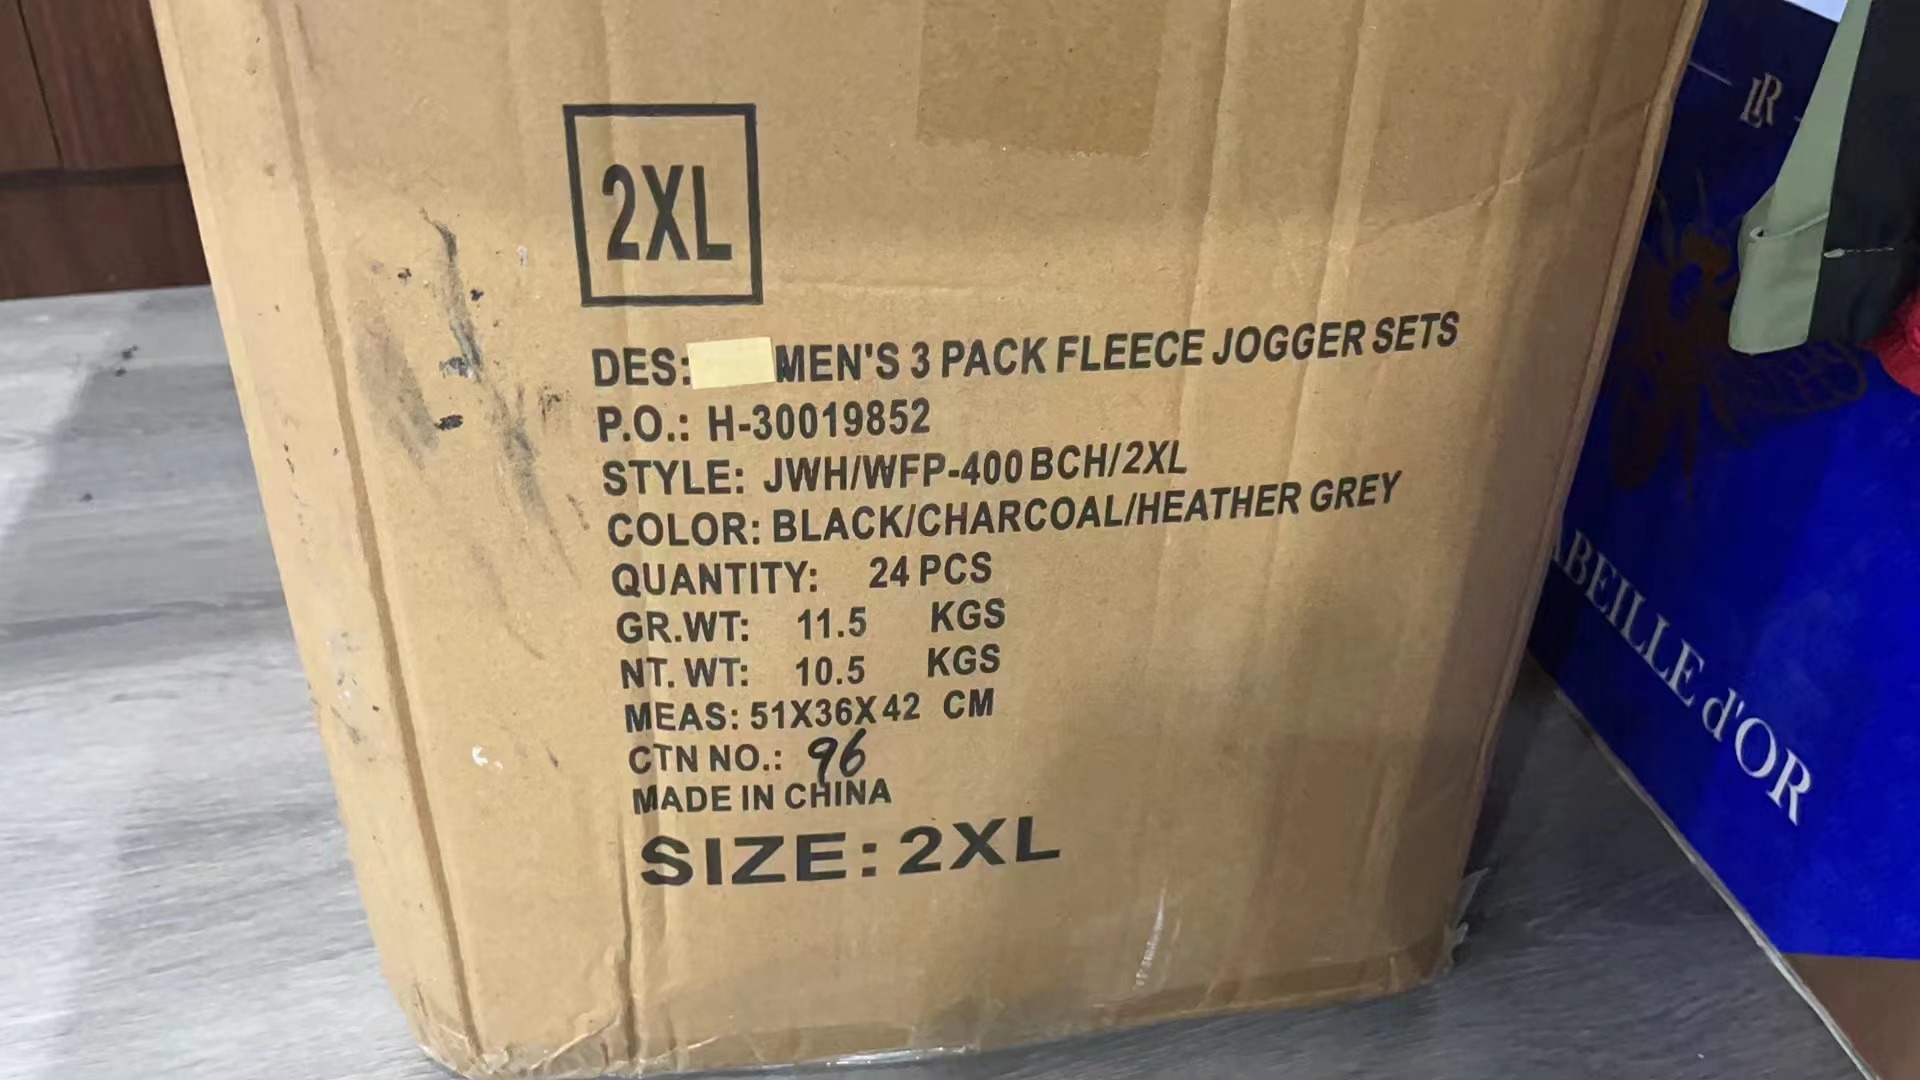 2XL
DES: MEN'S 3 PACK FLEECE JOGGER SETS
P.O.: H-30019852
STYLE: JWH/WFP-400BCH/2XL
COLOR: BLACK/CHARCOAL/HEATHER GREY
QUANTITY: 24 PCS
GR.WT: 11.5 KGS
NT. WT: 10.5 KGS
MEAS: 51X36X42 CM
CTN NO.: 96
MADE IN CHINA
SIZE: 2XL
LR
ABEILLE d'OR